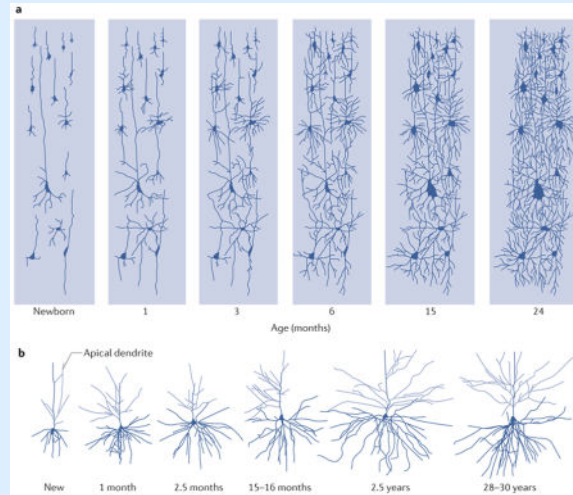 a
Newborn 1 3 6 15 24
Age (months)
b
Apical dendrite
New 1 month 2.5 months 15–16 months 2.5 years 28–30 years